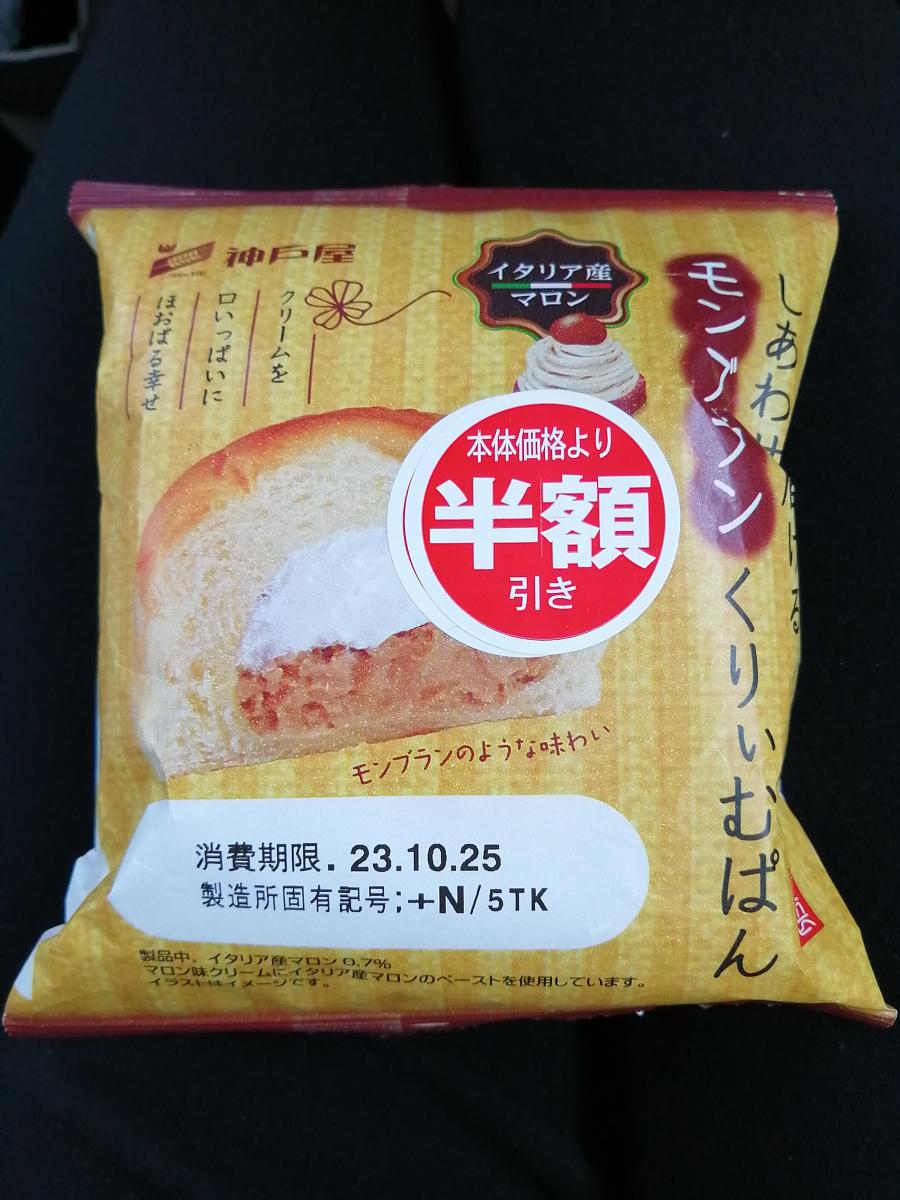 神戸屋
クリームを
口いっぱいに
ほおばる幸せ
イタリア産
マロン
しあわせ届ける
モンブラン くりぃむぱん
本体価格より
半額
引き
モンブランのような味わい
消費期限. 23.10.25
製造所固有記号;+N/5TK
製品中、イタリア産マロン 0.7%
マロン味クリームにイタリア産マロンのペーストを使用しています。
イラストはイメージです。